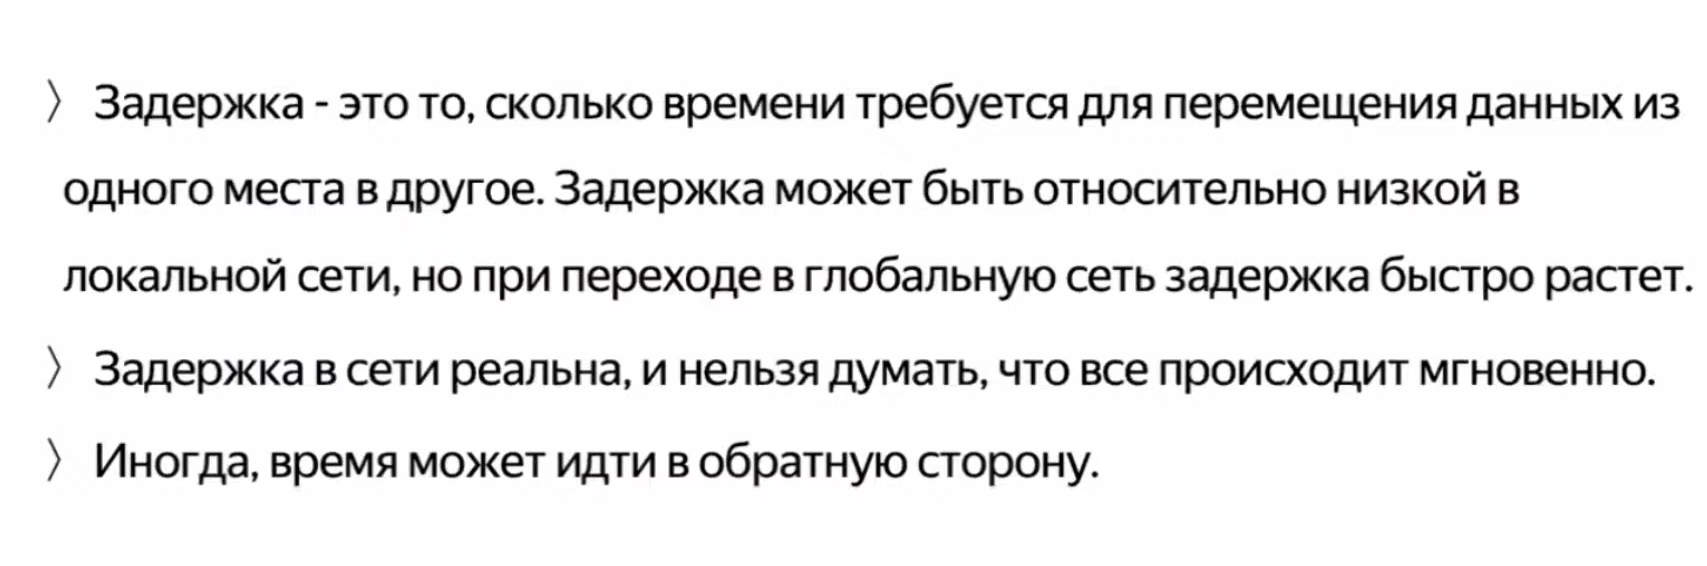 〉 Задержка - это то, сколько времени требуется для перемещения данных из
одного места в другое. Задержка может быть относительно низкой в
локальной сети, но при переходе в глобальную сеть задержка быстро растет.
〉 Задержка в сети реальна, и нельзя думать, что все происходит мгновенно.
〉 Иногда, время может идти в обратную сторону.